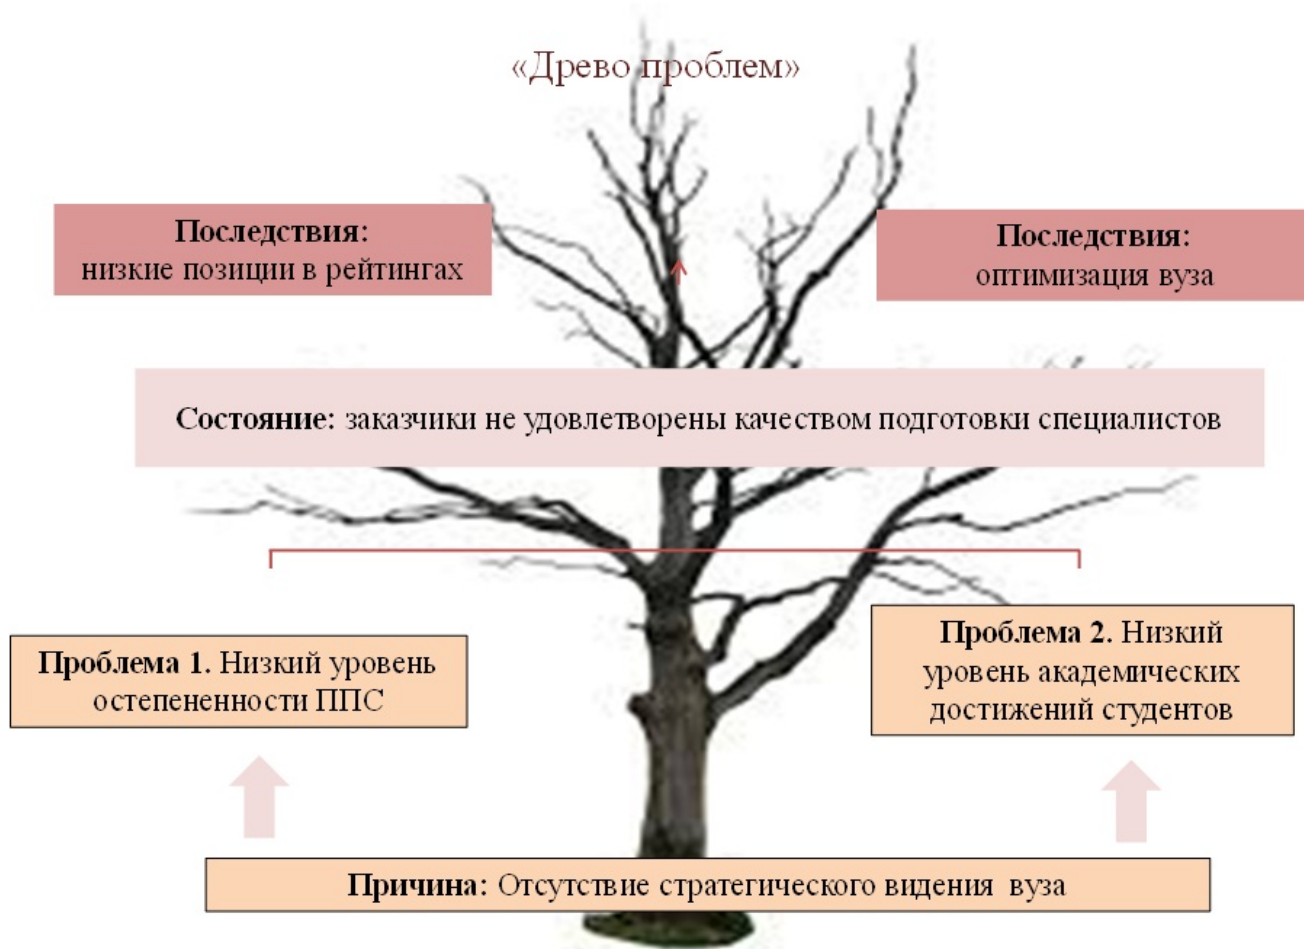 «Древо проблем»
Последствия:
низкие позиции в рейтингах
Последствия:
оптимизация вуза
Состояние: заказчики не удовлетворены качеством подготовки специалистов
Проблема 1. Низкий уровень
остепененности ППС
Проблема 2. Низкий
уровень академических
достижений студентов
Причина: Отсутствие стратегического видения вуза